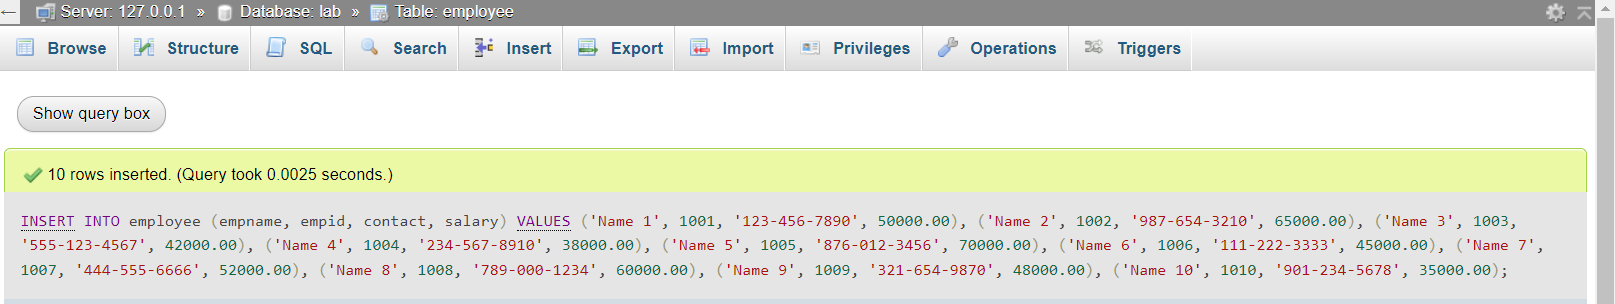 ← Server: 127.0.0.1 » Database: lab » Table: employee
Browse Structure SQL Search Insert Export Import Privileges Operations Triggers
Show query box
10 rows inserted. (Query took 0.0025 seconds.)
INSERT INTO employee (empname, empid, contact, salary) VALUES ('Name 1', 1001, '123-456-7890', 50000.00), ('Name 2', 1002, '987-654-3210', 65000.00), ('Name 3', 1003,
'555-123-4567', 42000.00), ('Name 4', 1004, '234-567-8910', 38000.00), ('Name 5', 1005, '876-012-3456', 70000.00), ('Name 6', 1006, '111-222-3333', 45000.00), ('Name 7',
1007, '444-555-6666', 52000.00), ('Name 8', 1008, '789-000-1234', 60000.00), ('Name 9', 1009, '321-654-9870', 48000.00), ('Name 10', 1010, '901-234-5678', 35000.00);